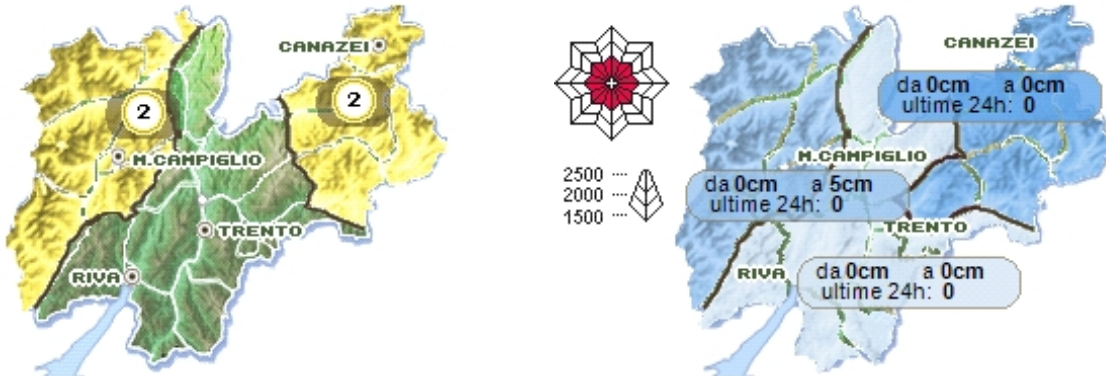 CANAZEI
2
2
M.CAMPIGLIO
TRENTO
RIVA
2500
2000
1500
CANAZEI
da 0cm a 0cm
ultime 24h: 0
M.CAMPIGLIO
da 0cm a 5cm
ultime 24h: 0
TRENTO
RIVA
da 0cm a 0cm
ultime 24h: 0